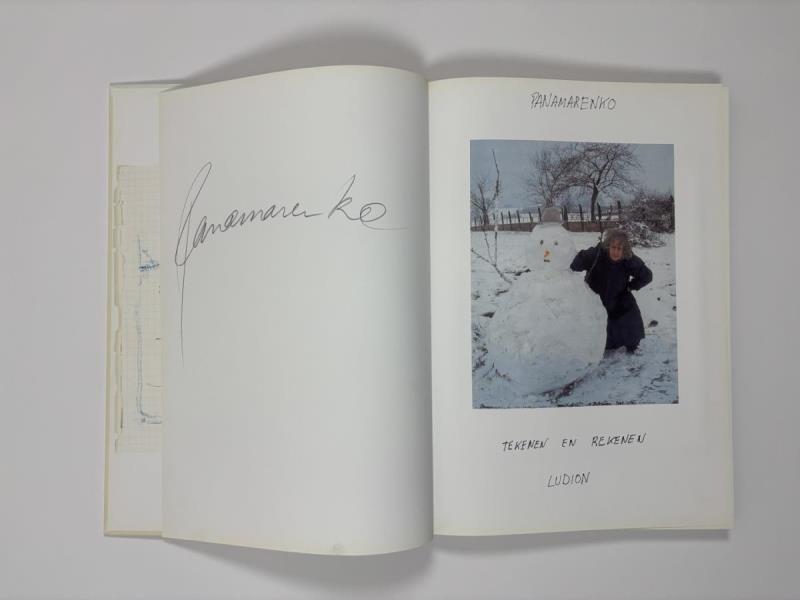 Panamarenko
PANAMARENKO
TEKENEN EN REKENEN
LUDION